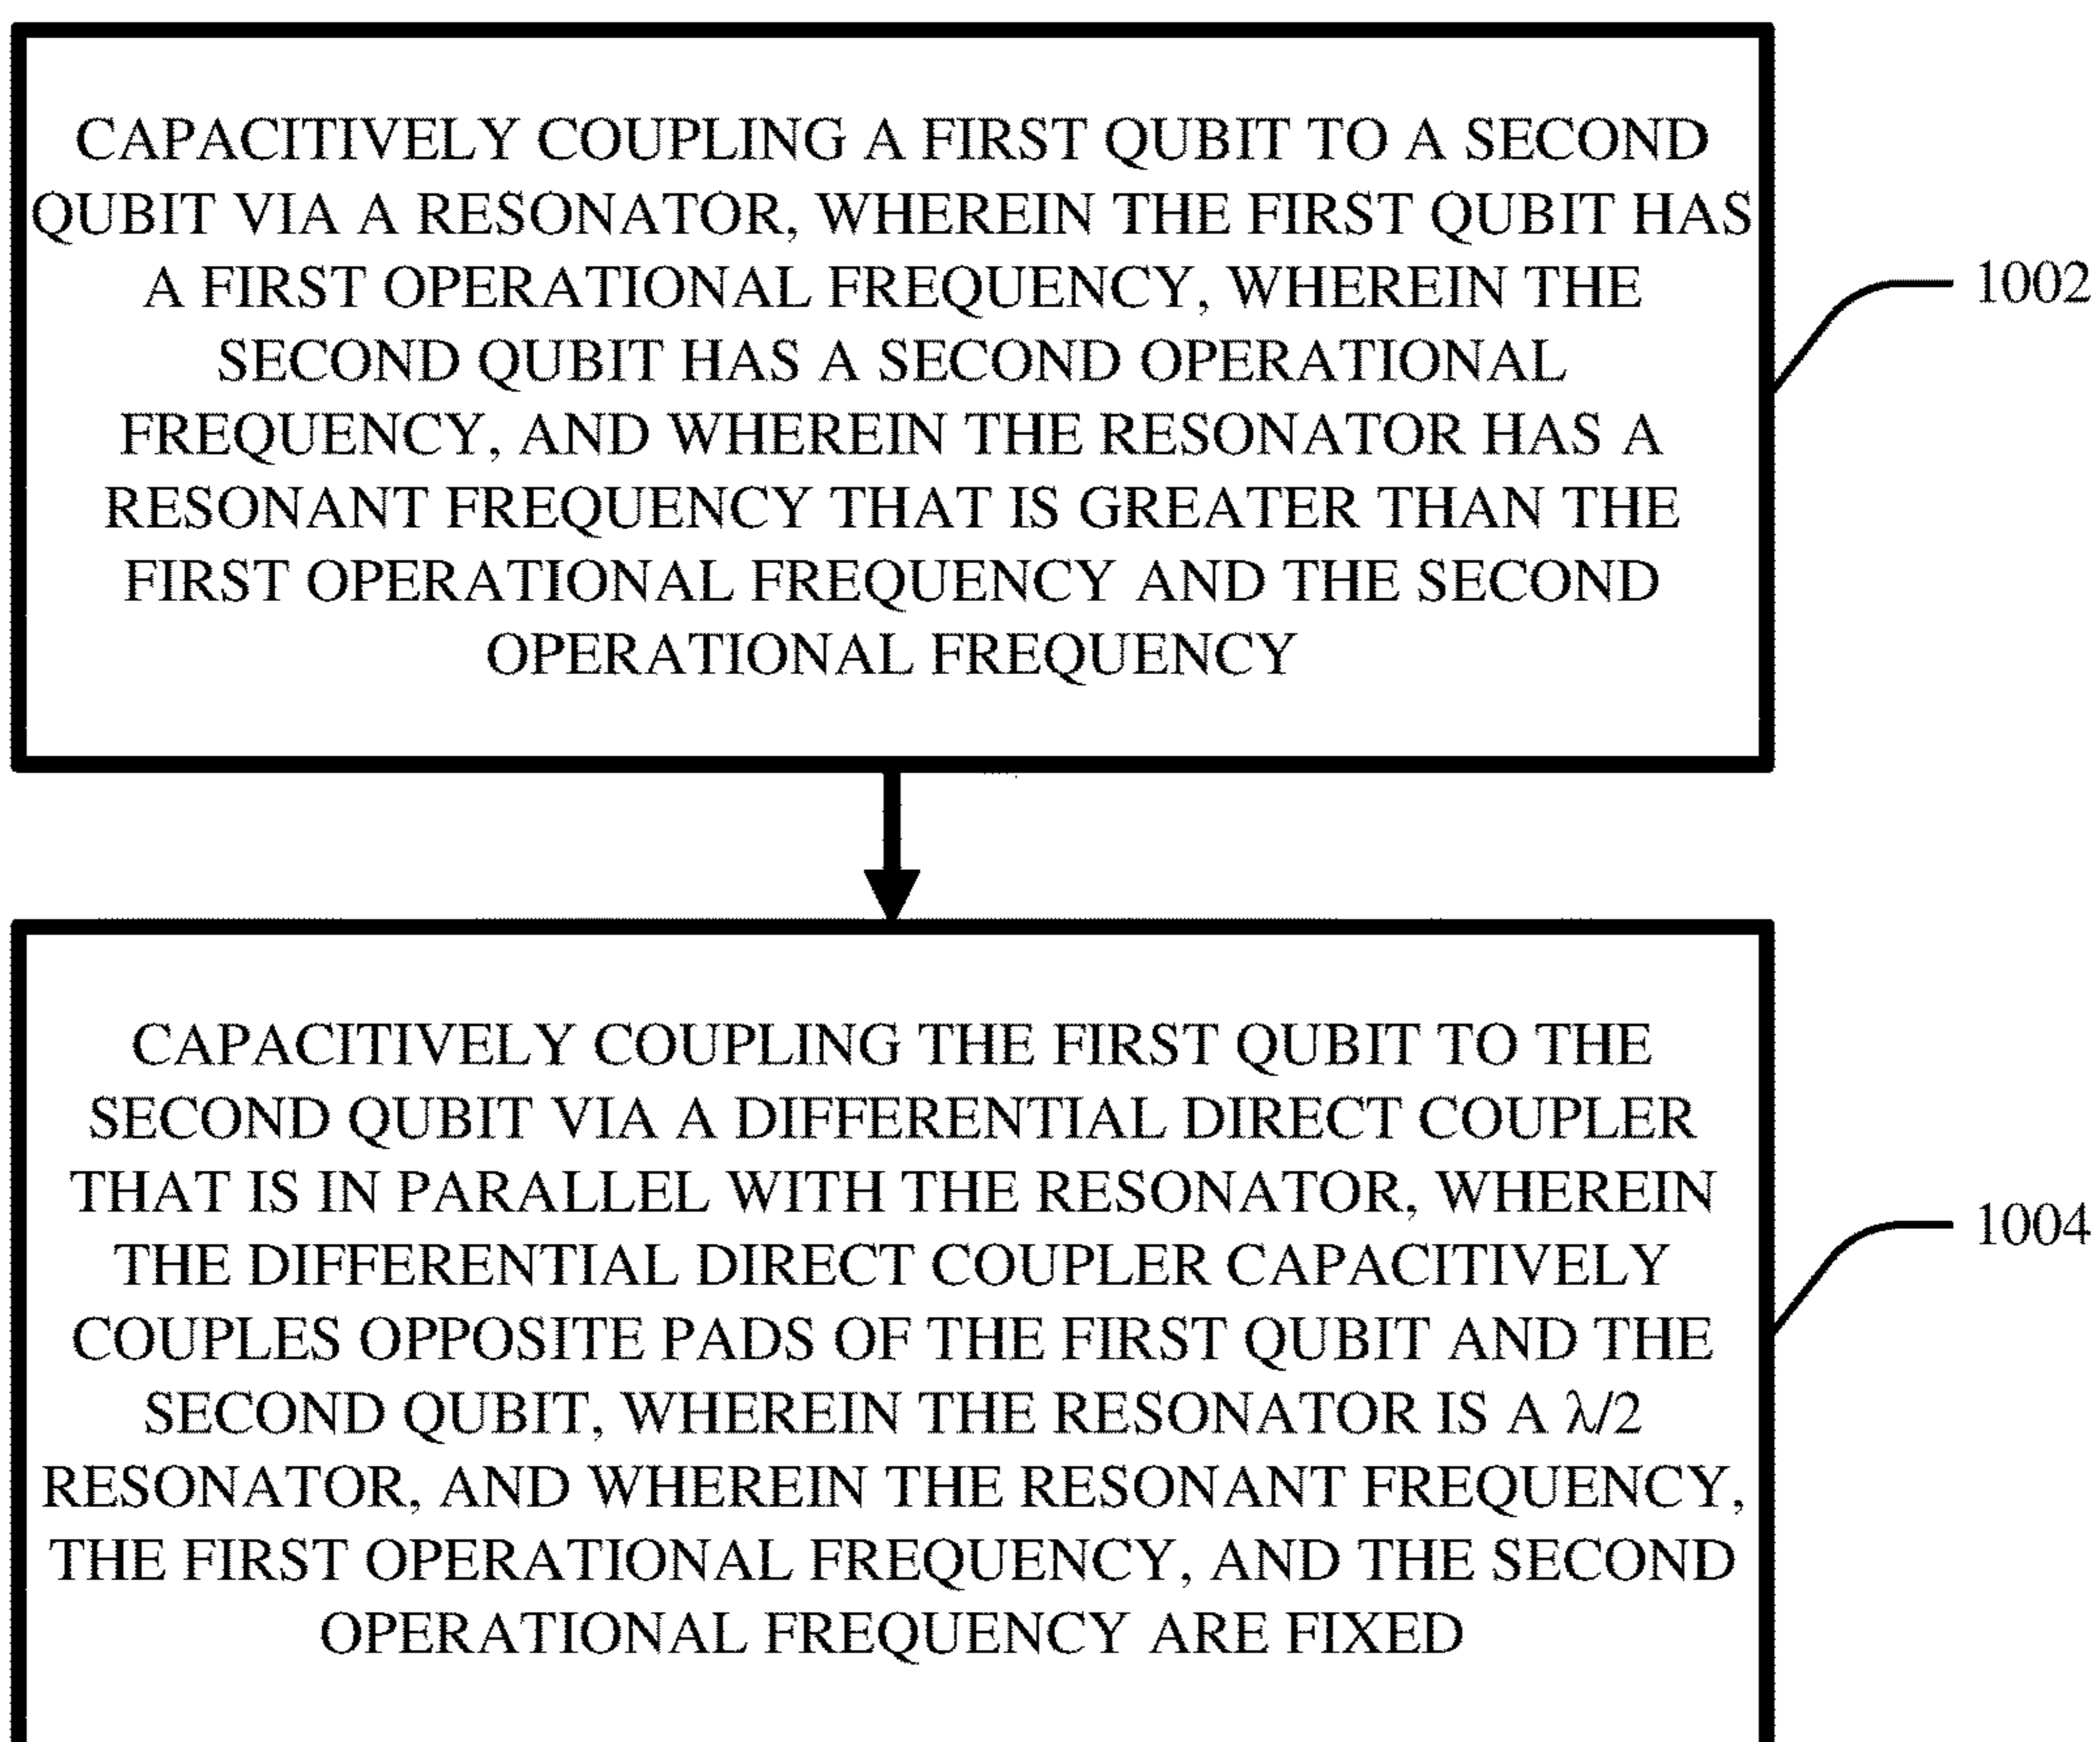 CAPACITIVELY COUPLING A FIRST QUBIT TO A SECOND
QUBIT VIA A RESONATOR, WHEREIN THE FIRST QUBIT HAS
A FIRST OPERATIONAL FREQUENCY, WHEREIN THE
SECOND QUBIT HAS A SECOND OPERATIONAL
FREQUENCY, AND WHEREIN THE RESONATOR HAS A
RESONANT FREQUENCY THAT IS GREATER THAN THE
FIRST OPERATIONAL FREQUENCY AND THE SECOND
OPERATIONAL FREQUENCY
1002
CAPACITIVELY COUPLING THE FIRST QUBIT TO THE
SECOND QUBIT VIA A DIFFERENTIAL DIRECT COUPLER
THAT IS IN PARALLEL WITH THE RESONATOR, WHEREIN
THE DIFFERENTIAL DIRECT COUPLER CAPACITIVELY
COUPLES OPPOSITE PADS OF THE FIRST QUBIT AND THE
SECOND QUBIT, WHEREIN THE RESONATOR IS A λ/2
RESONATOR, AND WHEREIN THE RESONANT FREQUENCY,
THE FIRST OPERATIONAL FREQUENCY, AND THE SECOND
OPERATIONAL FREQUENCY ARE FIXED
1004